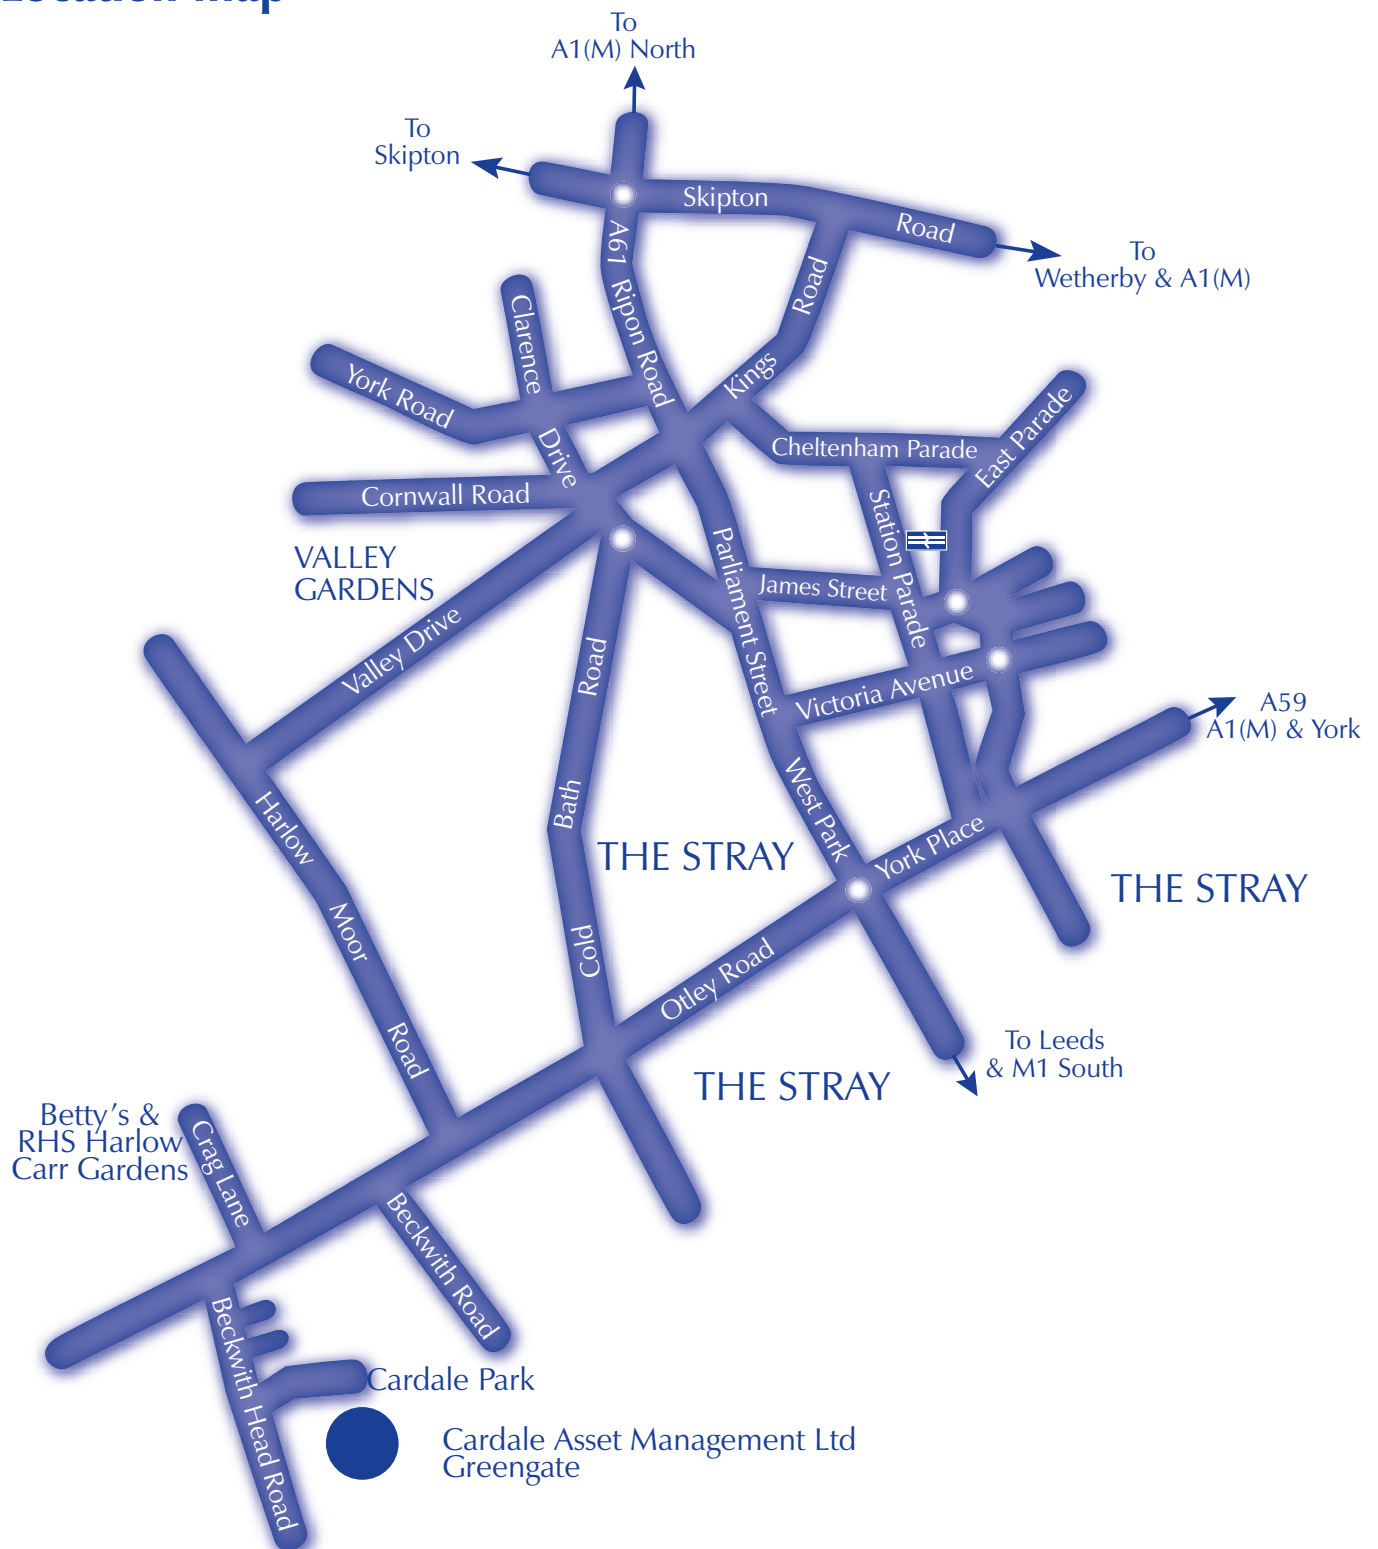 Location map
To
A1(M) North
To
Skipton
Skipton Road
To
Wetherby & A1(M)
A61 Ripon Road
Kings Road
Clarence Drive
York Road
Cheltenham Parade
East Parade
Cornwall Road
Station Parade
VALLEY
GARDENS
Parliament Street
James Street
Valley Drive
Victoria Avenue
A59
A1(M) & York
Cold Bath Road
West Park
York Place
Harlow Moor Road
THE STRAY
THE STRAY
Otley Road
To Leeds
& M1 South
THE STRAY
Betty's &
RHS Harlow
Carr Gardens
Crag Lane
Beckwith Road
Beckwith Head Road
Cardale Park
Cardale Asset Management Ltd
Greengate